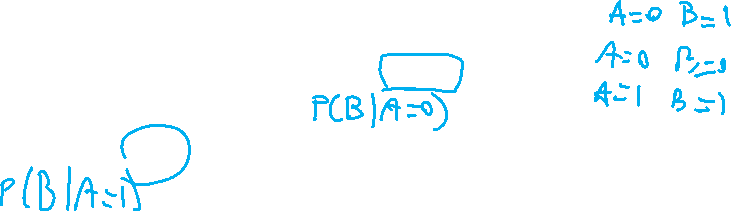 A=0 B=1
A=0 B=0
A=1 B=1
P(B|A=0)
P(B|A=1)